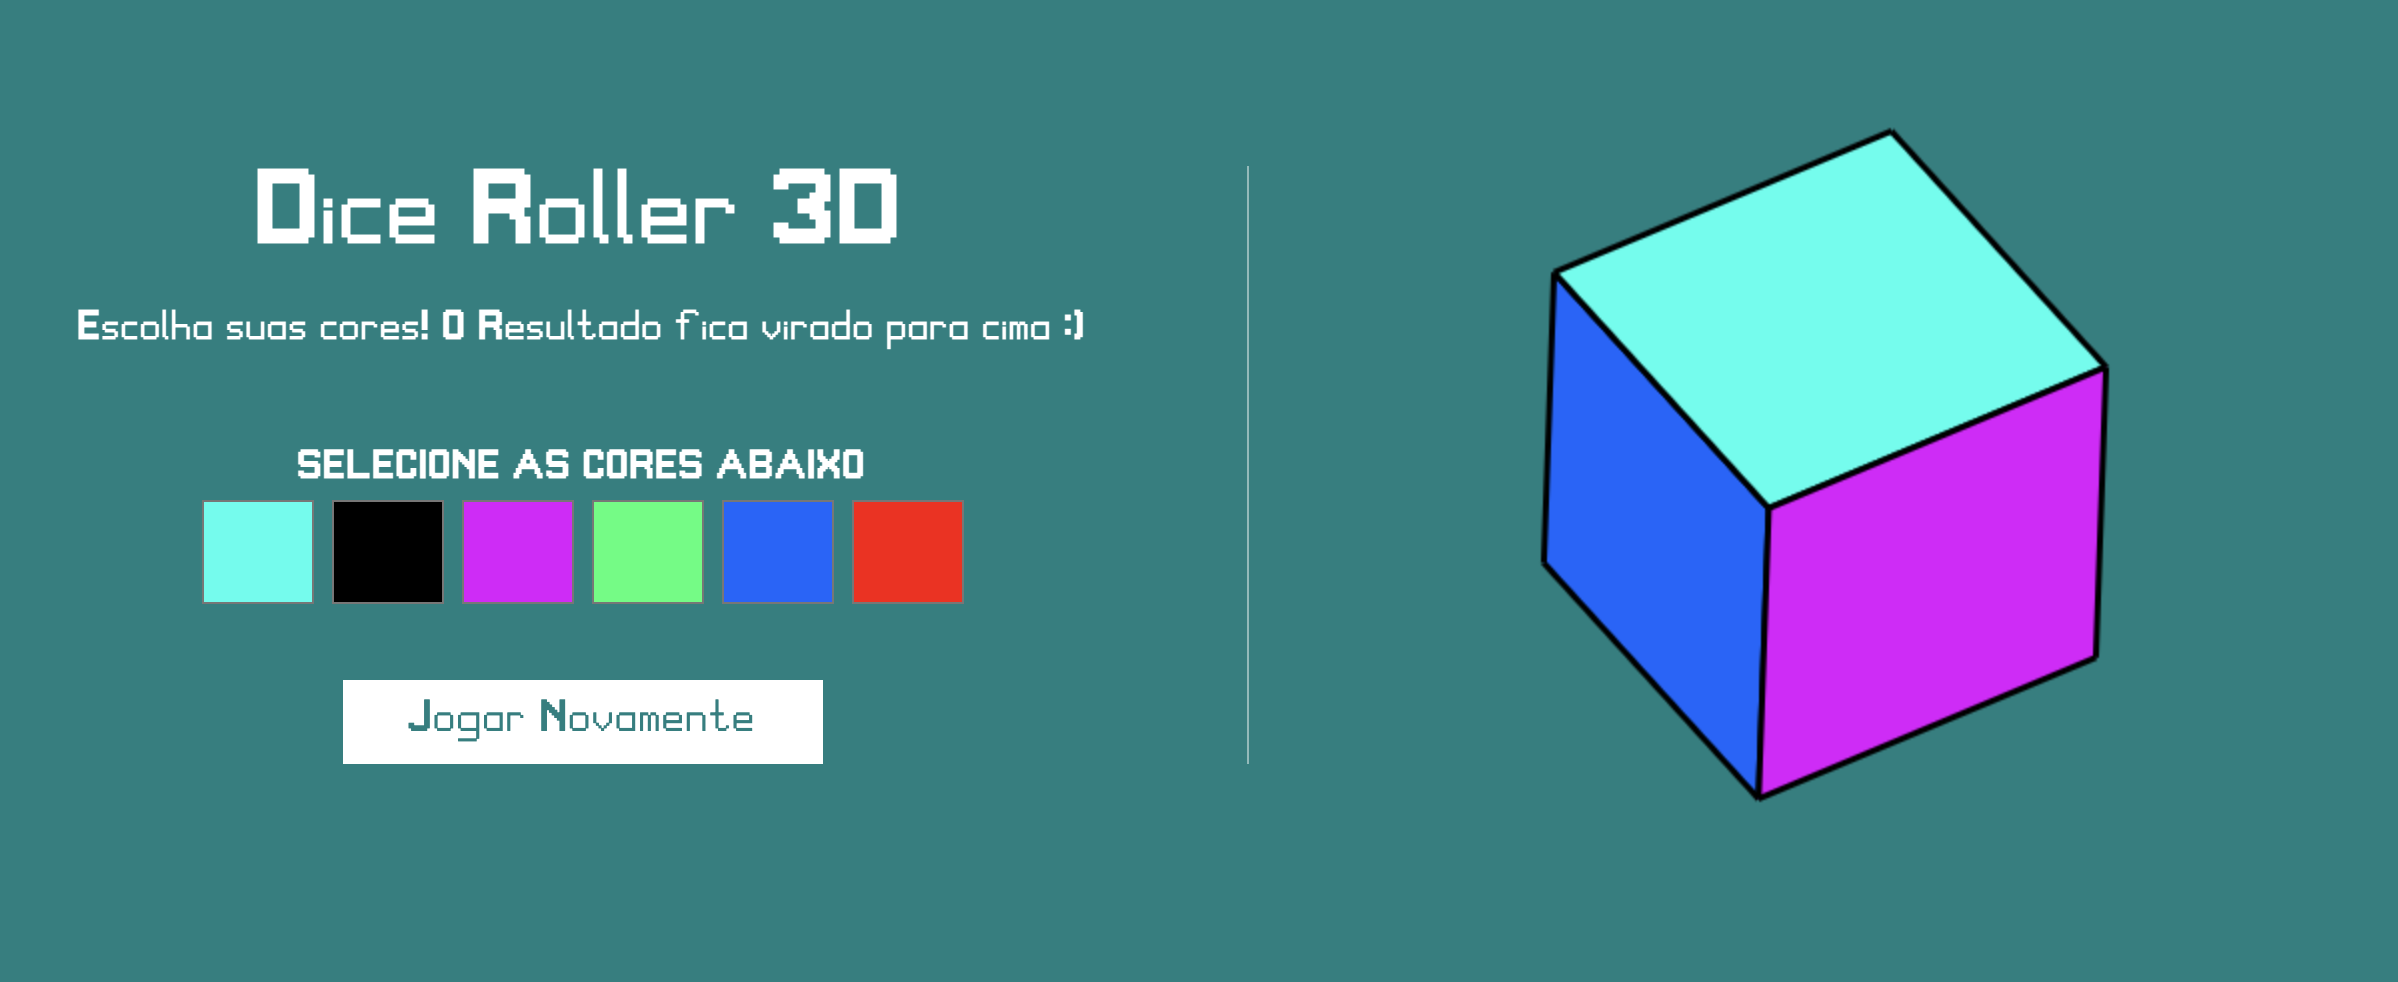 Dice Roller 3D
Escolha suas cores! O Resultado fica virado para cima :)
SELECIONE AS CORES ABAIXO
Jogar Novamente